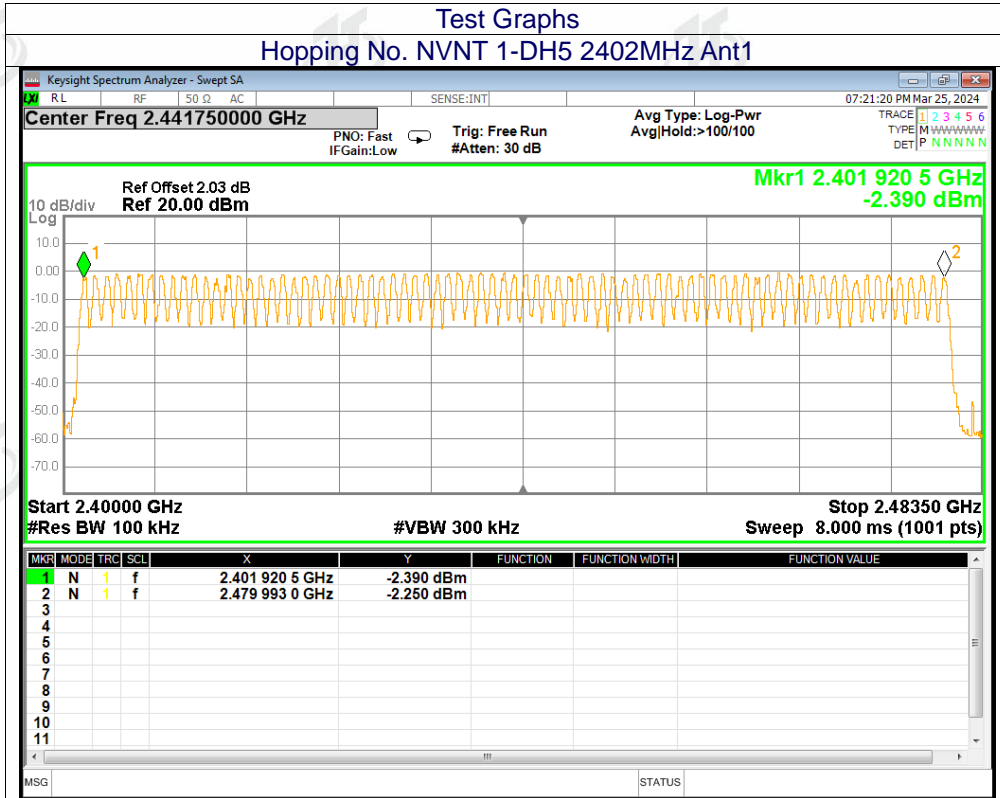 Test Graphs
Hopping No. NVNT 1-DH5 2402MHz Ant1
Keysight Spectrum Analyzer - Swept SA
LXI RL RF 50 Ω AC SENSE:INT 07:21:20 PM Mar 25, 2024
Center Freq 2.441750000 GHz
PNO: Fast
IFGain:Low
Trig: Free Run
#Atten: 30 dB
Avg Type: Log-Pwr
Avg|Hold:>100/100
TRACE 1 2 3 4 5 6
TYPE M WWWWW
DET P N N N N N
Mkr1 2.401 920 5 GHz
-2.390 dBm
Ref Offset 2.03 dB
10 dB/div Ref 20.00 dBm
Log
10.0
0.00
-10.0
-20.0
-30.0
-40.0
-50.0
-60.0
-70.0
1
2
Start 2.40000 GHz Stop 2.48350 GHz
#Res BW 100 kHz #VBW 300 kHz Sweep 8.000 ms (1001 pts)
MKR MODE TRC SCL X Y FUNCTION FUNCTION WIDTH FUNCTION VALUE
1 N 1 f 2.401 920 5 GHz -2.390 dBm
2 N 1 f 2.479 993 0 GHz -2.250 dBm
3
4
5
6
7
8
9
10
11
MSG STATUS